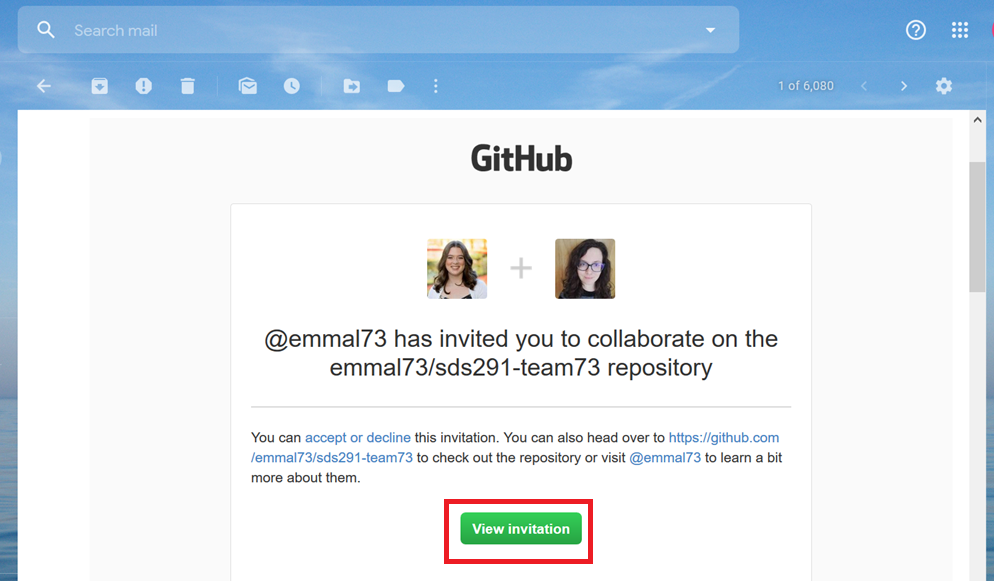 Search mail
1 of 6,080
GitHub
@emmal73 has invited you to collaborate on the
emmal73/sds291-team73 repository
You can accept or decline this invitation. You can also head over to https://github.com
/emmal73/sds291-team73 to check out the repository or visit @emmal73 to learn a bit
more about them.
View invitation